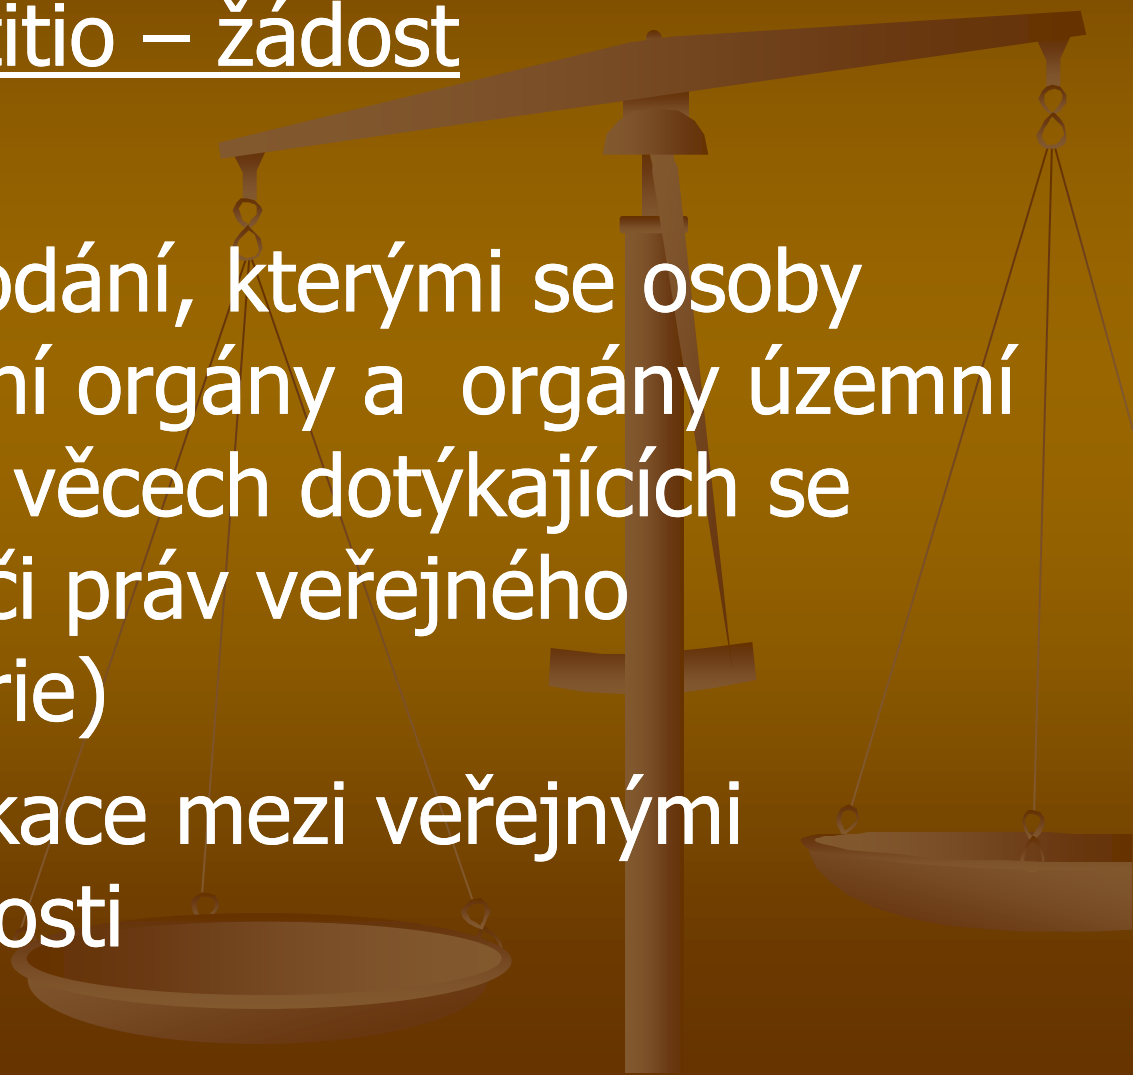 titio – žádost
odání, kterými se osoby
ní orgány a  orgány územní
věcech dotýkajících se
či práv veřejného
rie)
kace mezi veřejnými
osti